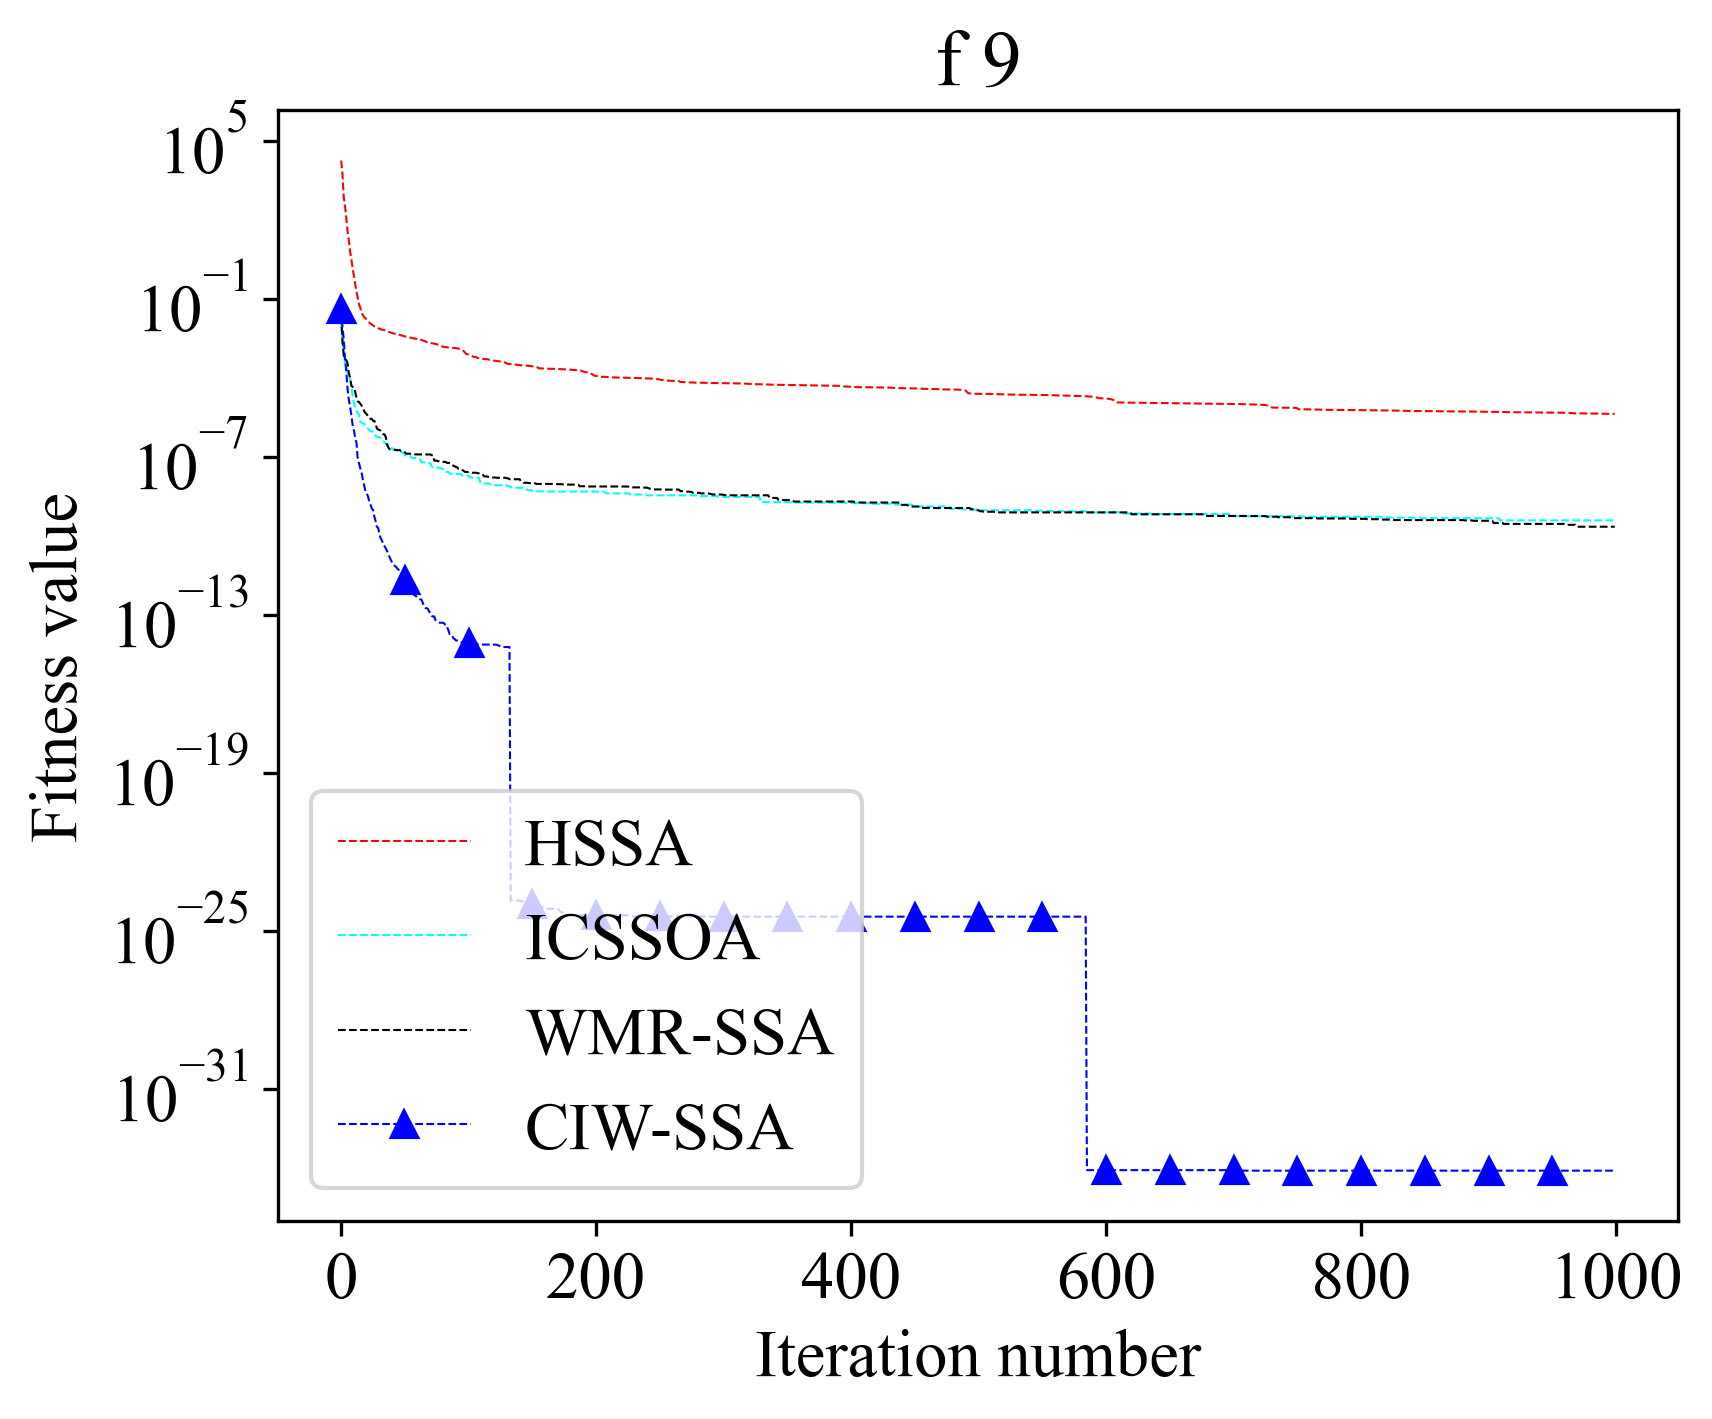 f 9
10^5
10^−1
10^−7
10^−13
10^−19
10^−25
10^−31
Fitness value
HSSA
ICSSOA
WMR-SSA
CIW-SSA
0 200 400 600 800 1000
Iteration number